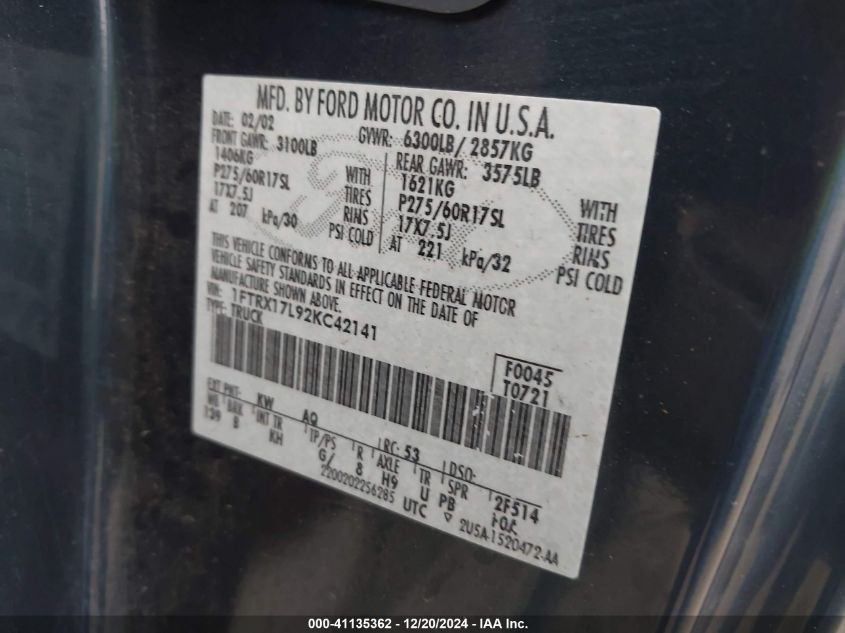 MFD. BY FORD MOTOR CO. IN U.S.A.
DATE: 02/02 GVWR: 6300LB/ 2857KG
FRONT GAWR: 3100LB REAR GAWR: 3575LB
1406KG WITH 1621KG WITH
P275/60R17SL TIRES P275/60R17SL TIRES
17X7.5J RIMS 17X7.5J RIMS
AT 207 kPa/30 PSI COLD AT 221 kPa/32 PSI COLD
THIS VEHICLE CONFORMS TO ALL APPLICABLE FEDERAL MOTOR
VEHICLE SAFETY STANDARDS IN EFFECT ON THE DATE OF
MANUFACTURE SHOWN ABOVE.
VIN: 1FTRX17L92KC42141
TYPE: TRUCK
F0045
T0721
EXT PNT: KW AQ RC: 53 DSO:
WB BRK INT TR TP/PS R AXLE TR SPR 2F514
139 B KH G/ 8 H9 U PB
2200202256285 UTC ▽ 2U5A-1520472-AA
000-41135362 - 12/20/2024 - IAA Inc.